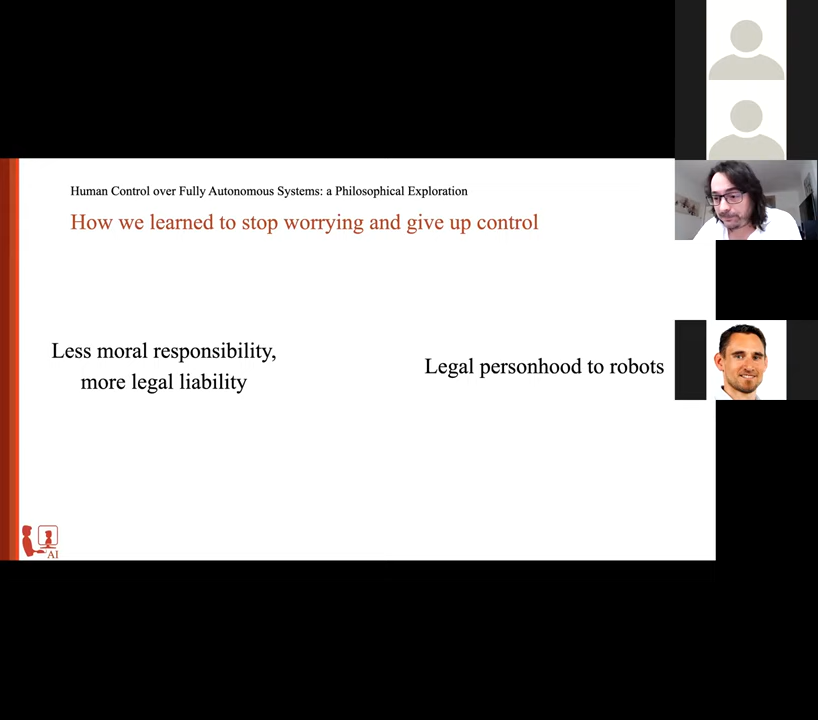 Human Control over Fully Autonomous Systems: a Philosophical Exploration
How we learned to stop worrying and give up control
Less moral responsibility,
more legal liability
Legal personhood to robots
AI